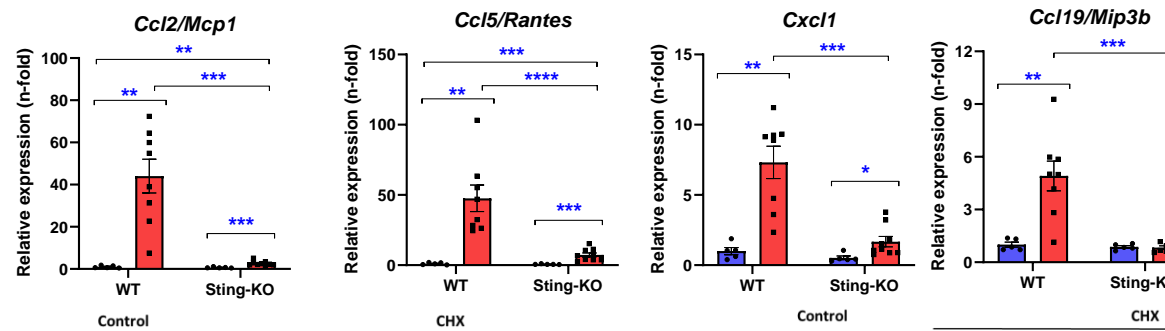 Ccl2/Mcp1
Relative expression (n-fold)
100
80
60
40
20
0
**
***
**
***
WT
Sting-KO
Control
Ccl5/Rantes
Relative expression (n-fold)
150
100
50
0
***
****
**
***
WT
Sting-KO
CHX
Cxcl1
Relative expression (n-fold)
15
10
5
0
***
**
*
WT
Sting-KO
Control
Ccl19/Mip3b
Relative expression (n-fold)
12
9
6
3
0
***
**
WT
Sting-KO
CHX